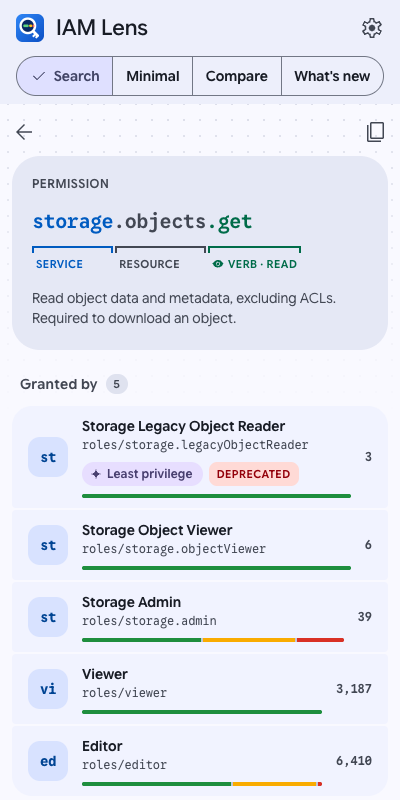 IAM Lens
Search
Minimal
Compare
What's new
PERMISSION
storage.objects.get
SERVICE
RESOURCE
VERB · READ
Read object data and metadata, excluding ACLs.
Required to download an object.
Granted by 5
st
Storage Legacy Object Reader
roles/storage.legacyObjectReader
3
Least privilege
DEPRECATED
st
Storage Object Viewer
roles/storage.objectViewer
6
st
Storage Admin
roles/storage.admin
39
vi
Viewer
roles/viewer
3,187
ed
Editor
roles/editor
6,410